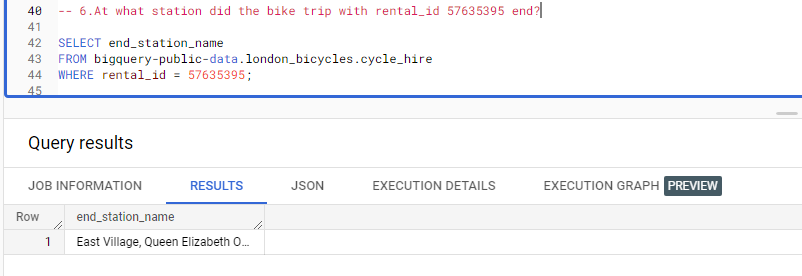 40 -- 6.At what station did the bike trip with rental_id 57635395 end?
41
42 SELECT end_station_name
43 FROM bigquery-public-data.london_bicycles.cycle_hire
44 WHERE rental_id = 57635395;
45
Query results
JOB INFORMATION RESULTS JSON EXECUTION DETAILS EXECUTION GRAPH PREVIEW
Row end_station_name
1 East Village, Queen Elizabeth O...